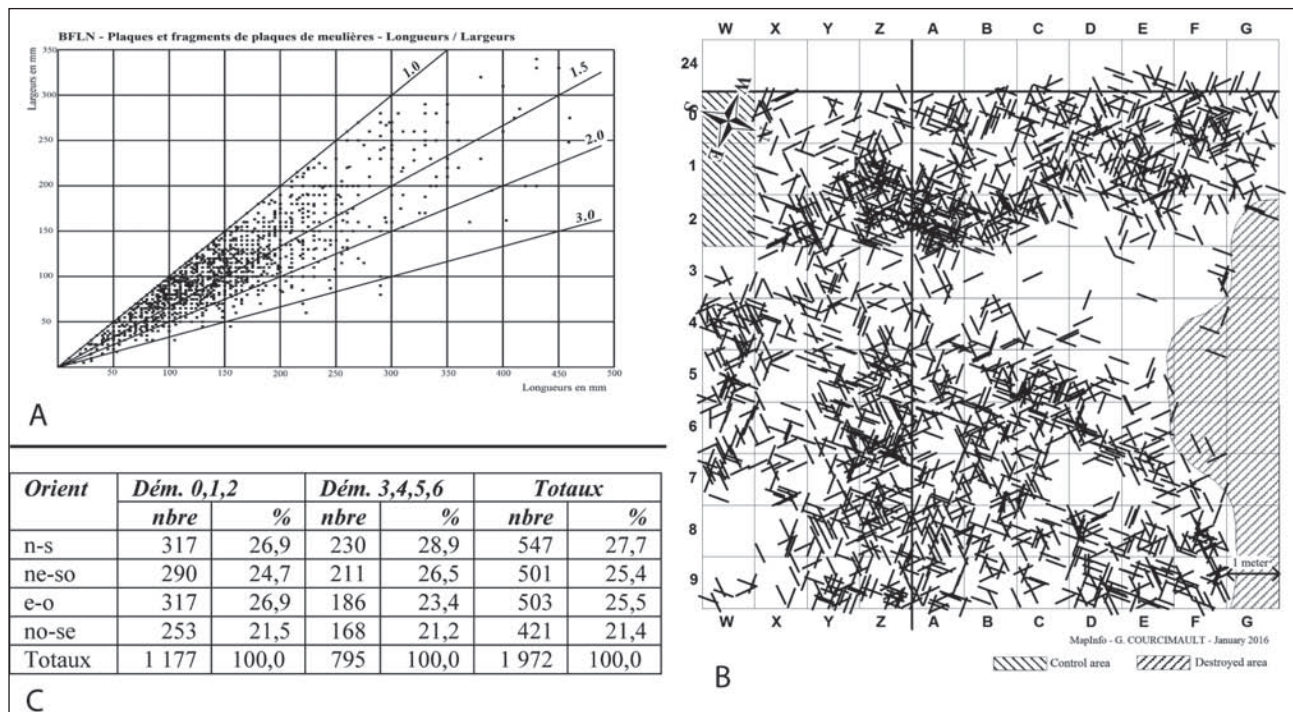 BFLN - Plaques et fragments de plaques de meulières - Longueurs / Largeurs
Largeurs en mm
350
300
250
200
150
100
50
1.0
1.5
2.0
3.0
50 100 150 200 250 300 350 400 450 500
Longueurs en mm
A
Orient Dém. 0,1,2 Dém. 3,4,5,6 Totaux
nbre % nbre % nbre %
n-s 317 26,9 230 28,9 547 27,7
ne-so 290 24,7 211 26,5 501 25,4
e-o 317 26,9 186 23,4 503 25,5
no-se 253 21,5 168 21,2 421 21,4
Totaux 1 177 100,0 795 100,0 1 972 100,0
C
W X Y Z A B C D E F G
24
0
1
2
3
4
5
6
7
8
9
1 meter
W X Y Z A B C D E F G
MapInfo - G. COURCIMAULT - January 2016
Control area Destroyed area
B